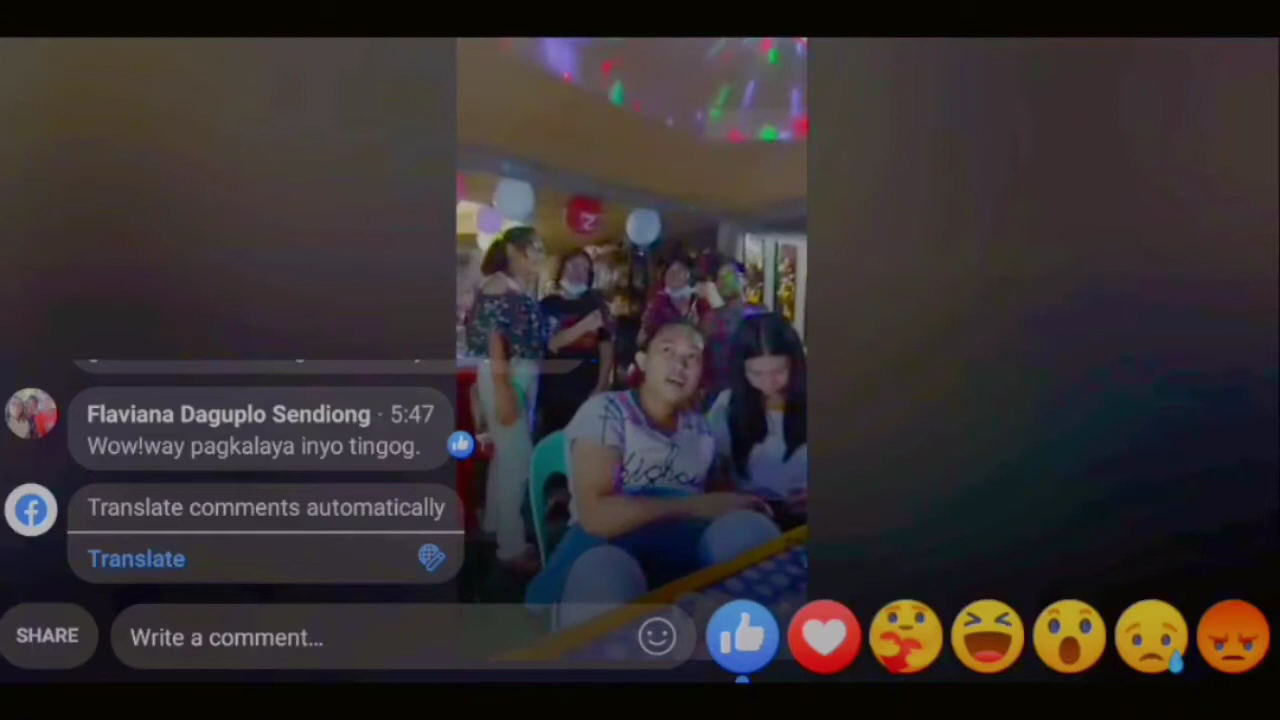 Flaviana Daguplo Sendiong · 5:47
Wow!way pagkalaya inyo tingog.
Translate comments automatically
Translate
SHARE
Write a comment...